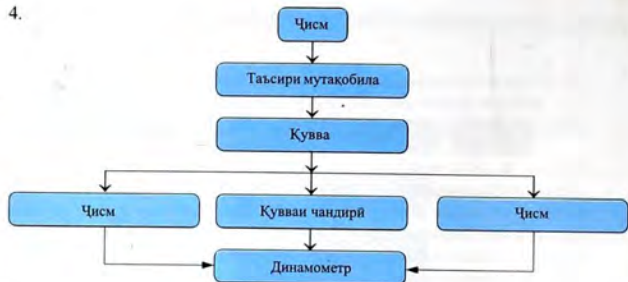 4.
Ҷисм
Таъсири мутақобила
Қувва
Ҷисм
Қувваи чандирӣ
Ҷисм
Динамометр